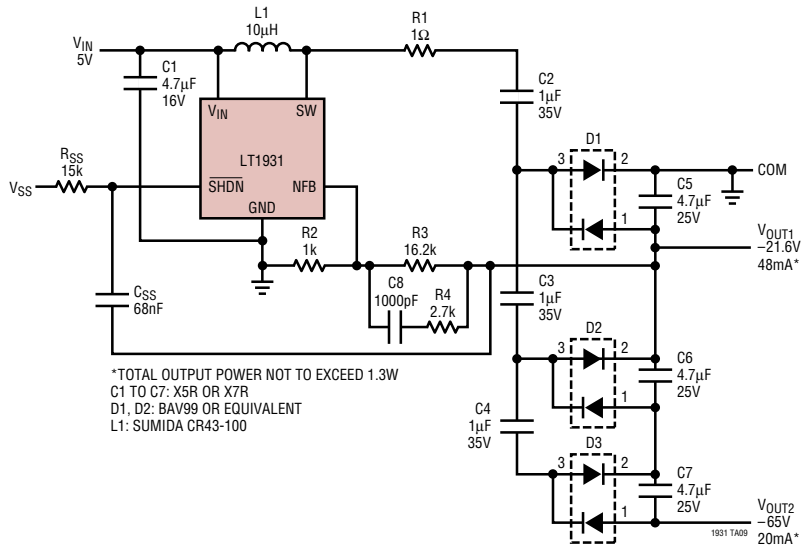 L1
10µH
R1
1Ω
VIN
5V
C1
4.7µF
16V
C2
1µF
35V
VIN
SW
LT1931
SHDN
NFB
GND
RSS
15k
VSS
D1
3
2
1
COM
C5
4.7µF
25V
VOUT1
–21.6V
48mA*
R2
1k
R3
16.2k
C8
1000pF
R4
2.7k
CSS
68nF
C3
1µF
35V
D2
3
2
1
C6
4.7µF
25V
C4
1µF
35V
D3
3
2
1
C7
4.7µF
25V
VOUT2
–65V
20mA*
*TOTAL OUTPUT POWER NOT TO EXCEED 1.3W
C1 TO C7: X5R OR X7R
D1, D2: BAV99 OR EQUIVALENT
L1: SUMIDA CR43-100
1931 TA09